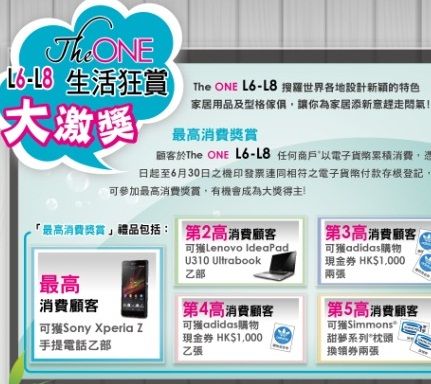 The ONE
L6-L8 生活狂賞
大激獎
The ONE L6-L8 搜羅世界各地設計新穎的特色
家居用品及型格傢俱，讓你為家居添新意趕走悶氣!
最高消費獎賞
顧客於The ONE L6-L8 任何商戶*以電子貨幣累積消費，憑
日起至6月30日之機印發票連同相符之電子貨幣付款存根登記，
可參加最高消費獎賞，有機會成為大獎得主!
「最高消費獎賞」禮品包括：
最高
消費顧客
可獲Sony Xperia Z
手提電話乙部
第2高消費顧客
可獲Lenovo IdeaPad
U310 Ultrabook
乙部
第3高消費顧客
可獲adidas購物
現金券 HK$1,000
兩張
第4高消費顧客
可獲adidas購物
現金券 HK$1,000
乙張
第5高消費顧客
可獲Simmons®
甜夢系列®枕頭
換領券兩張